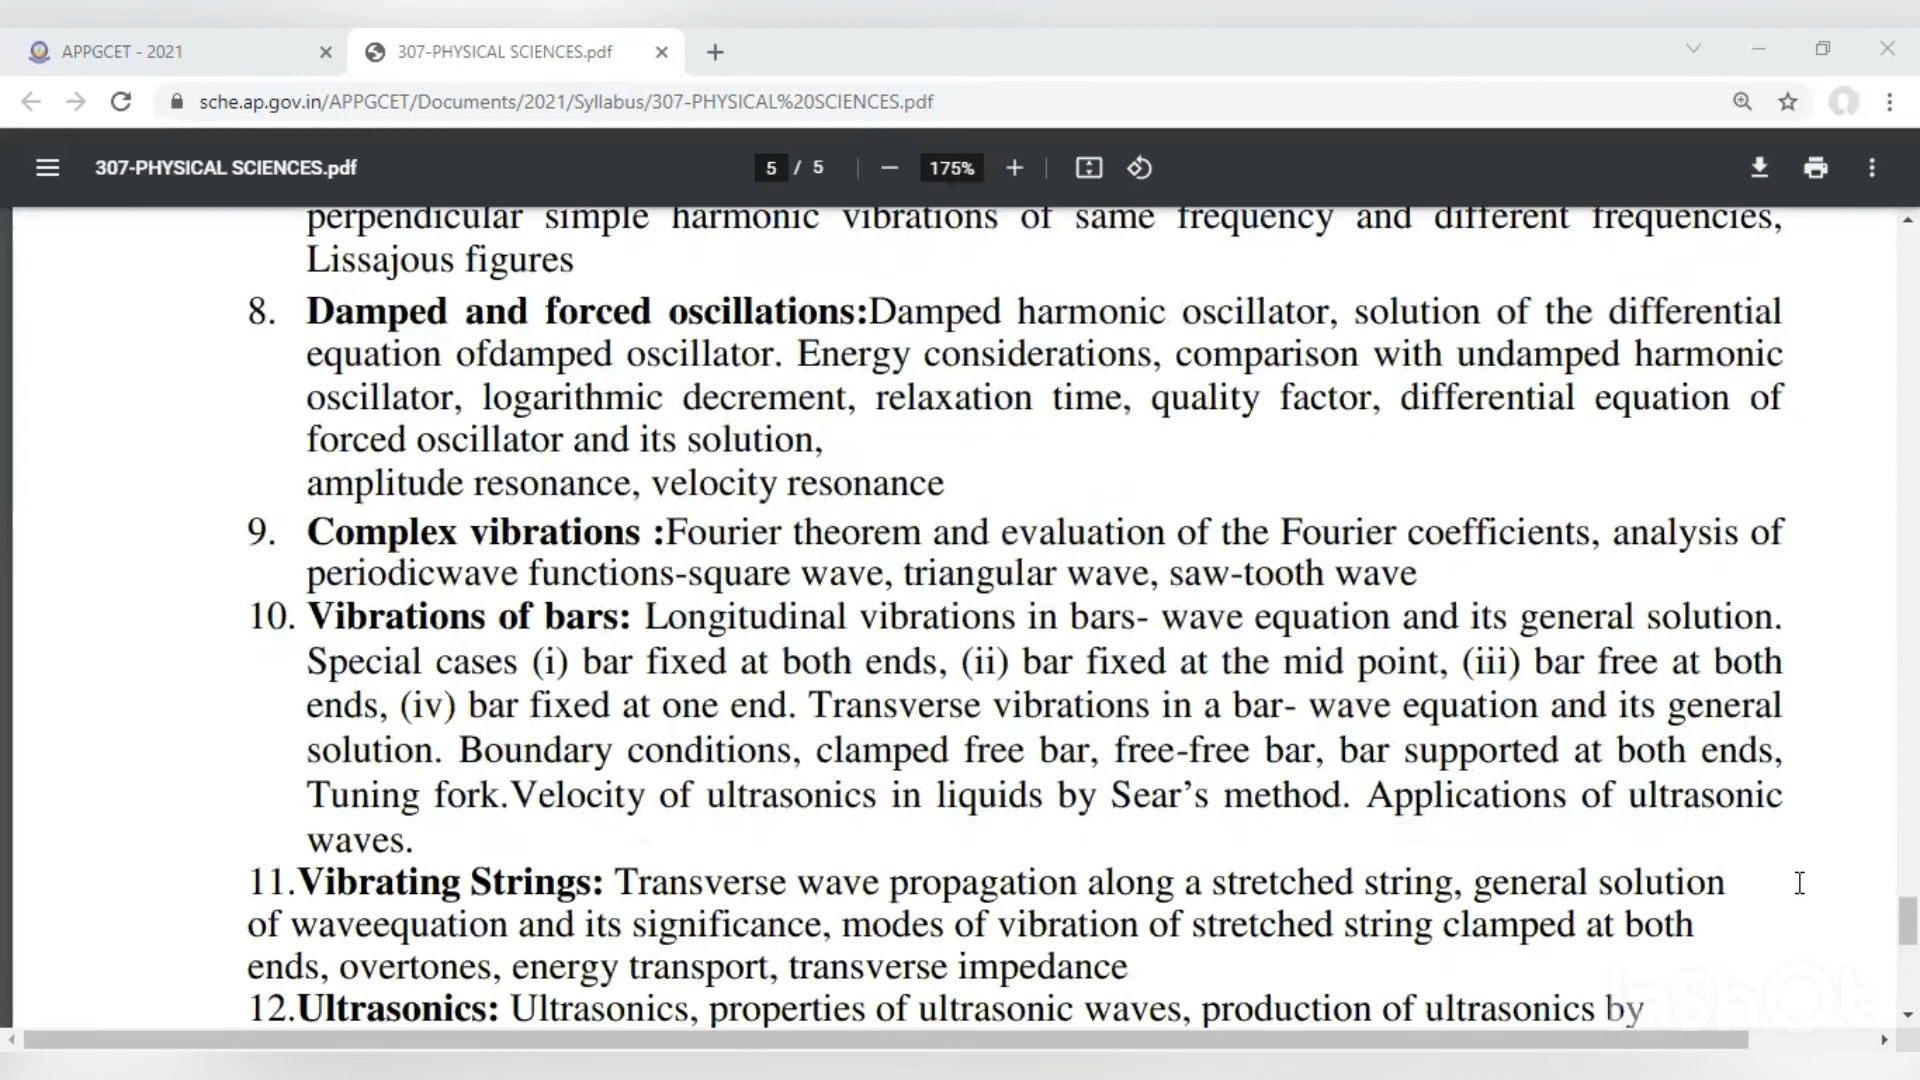 APPGCET - 2021
307-PHYSICAL SCIENCES.pdf
sche.ap.gov.in/APPGCET/Documents/2021/Syllabus/307-PHYSICAL%20SCIENCES.pdf
307-PHYSICAL SCIENCES.pdf 5 / 5 175%
perpendicular simple harmonic vibrations of same frequency and different frequencies,
Lissajous figures
8. Damped and forced oscillations:Damped harmonic oscillator, solution of the differential
equation ofdamped oscillator. Energy considerations, comparison with undamped harmonic
oscillator, logarithmic decrement, relaxation time, quality factor, differential equation of
forced oscillator and its solution,
amplitude resonance, velocity resonance
9. Complex vibrations :Fourier theorem and evaluation of the Fourier coefficients, analysis of
periodicwave functions-square wave, triangular wave, saw-tooth wave
10. Vibrations of bars: Longitudinal vibrations in bars- wave equation and its general solution.
Special cases (i) bar fixed at both ends, (ii) bar fixed at the mid point, (iii) bar free at both
ends, (iv) bar fixed at one end. Transverse vibrations in a bar- wave equation and its general
solution. Boundary conditions, clamped free bar, free-free bar, bar supported at both ends,
Tuning fork.Velocity of ultrasonics in liquids by Sear’s method. Applications of ultrasonic
waves.
11.Vibrating Strings: Transverse wave propagation along a stretched string, general solution
of waveequation and its significance, modes of vibration of stretched string clamped at both
ends, overtones, energy transport, transverse impedance
12.Ultrasonics: Ultrasonics, properties of ultrasonic waves, production of ultrasonics by
InShOt